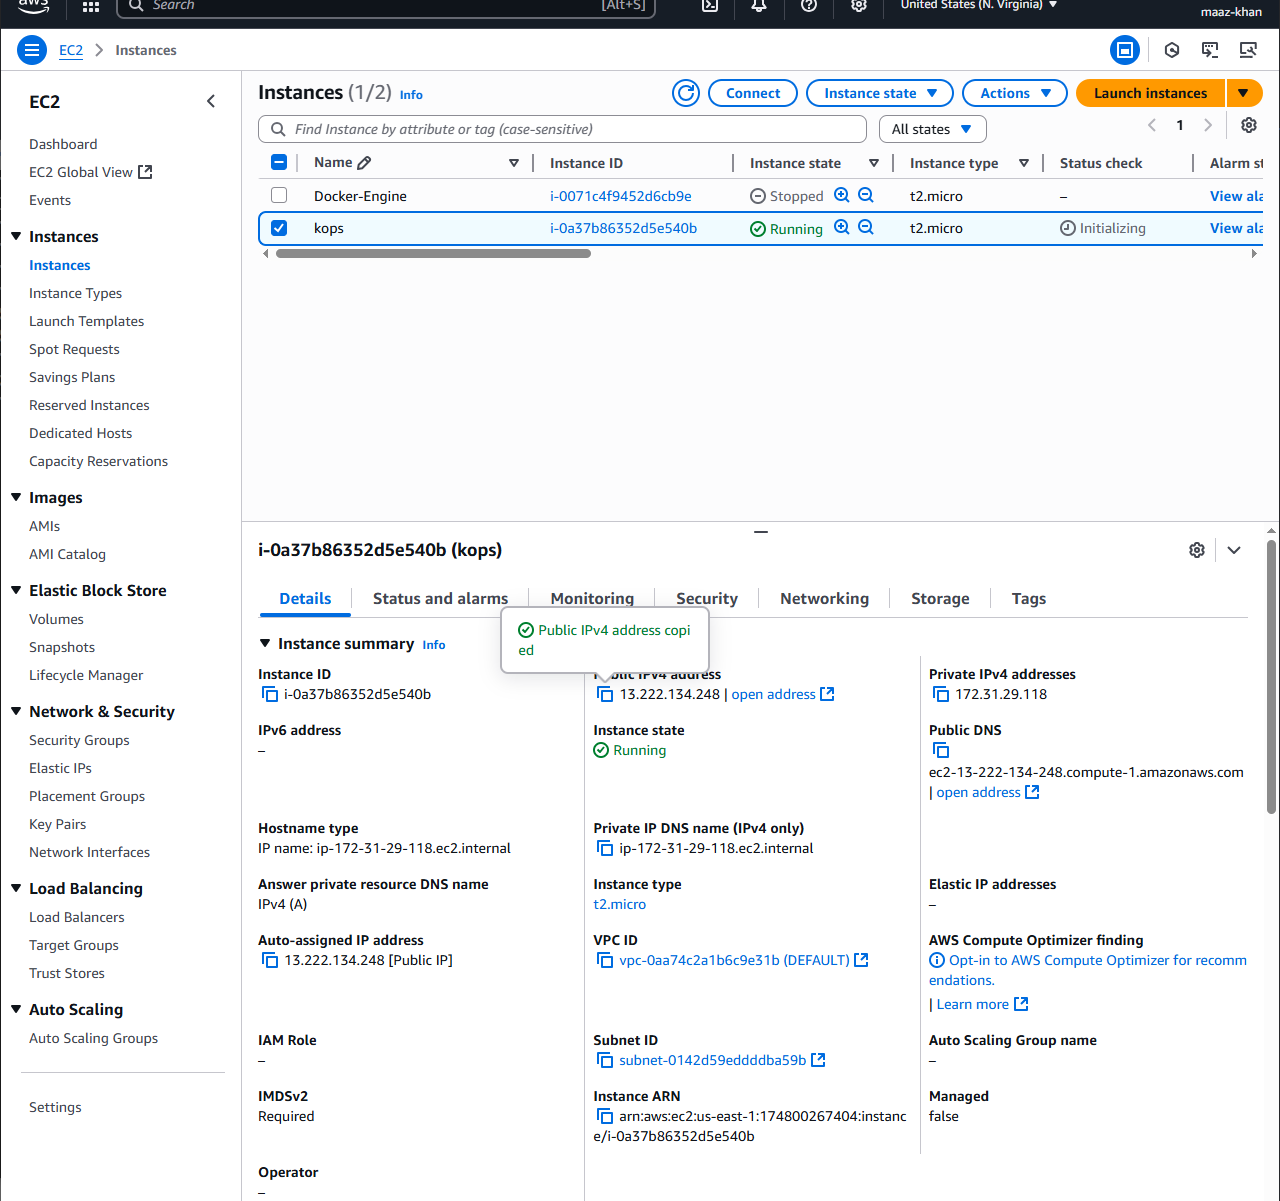 aws
Search
[Alt+S]
United States (N. Virginia)
maaz-khan
EC2
Instances
EC2
Dashboard
EC2 Global View
Events
Instances
Instances
Instance Types
Launch Templates
Spot Requests
Savings Plans
Reserved Instances
Dedicated Hosts
Capacity Reservations
Images
AMIs
AMI Catalog
Elastic Block Store
Volumes
Snapshots
Lifecycle Manager
Network & Security
Security Groups
Elastic IPs
Placement Groups
Key Pairs
Network Interfaces
Load Balancing
Load Balancers
Target Groups
Trust Stores
Auto Scaling
Auto Scaling Groups
Settings
Instances (1/2) Info
Connect
Instance state
Actions
Launch instances
Find Instance by attribute or tag (case-sensitive)
All states
1
Name Instance ID Instance state Instance type Status check Alarm st
Docker-Engine i-0071c4f9452d6cb9e Stopped t2.micro – View ala
kops i-0a37b86352d5e540b Running t2.micro Initializing View ala
i-0a37b86352d5e540b (kops)
Details Status and alarms Monitoring Security Networking Storage Tags
Public IPv4 address copi
ed
Instance summary Info
Instance ID
i-0a37b86352d5e540b
Public IPv4 address
13.222.134.248 | open address
Private IPv4 addresses
172.31.29.118
IPv6 address
–
Instance state
Running
Public DNS
ec2-13-222-134-248.compute-1.amazonaws.com
| open address
Hostname type
IP name: ip-172-31-29-118.ec2.internal
Private IP DNS name (IPv4 only)
ip-172-31-29-118.ec2.internal
Answer private resource DNS name
IPv4 (A)
Instance type
t2.micro
Elastic IP addresses
–
Auto-assigned IP address
13.222.134.248 [Public IP]
VPC ID
vpc-0aa74c2a1b6c9e31b (DEFAULT)
AWS Compute Optimizer finding
Opt-in to AWS Compute Optimizer for recomm
endations.
| Learn more
IAM Role
–
Subnet ID
subnet-0142d59eddddba59b
Auto Scaling Group name
–
IMDSv2
Required
Instance ARN
arn:aws:ec2:us-east-1:174800267404:instanc
e/i-0a37b86352d5e540b
Managed
false
Operator
–